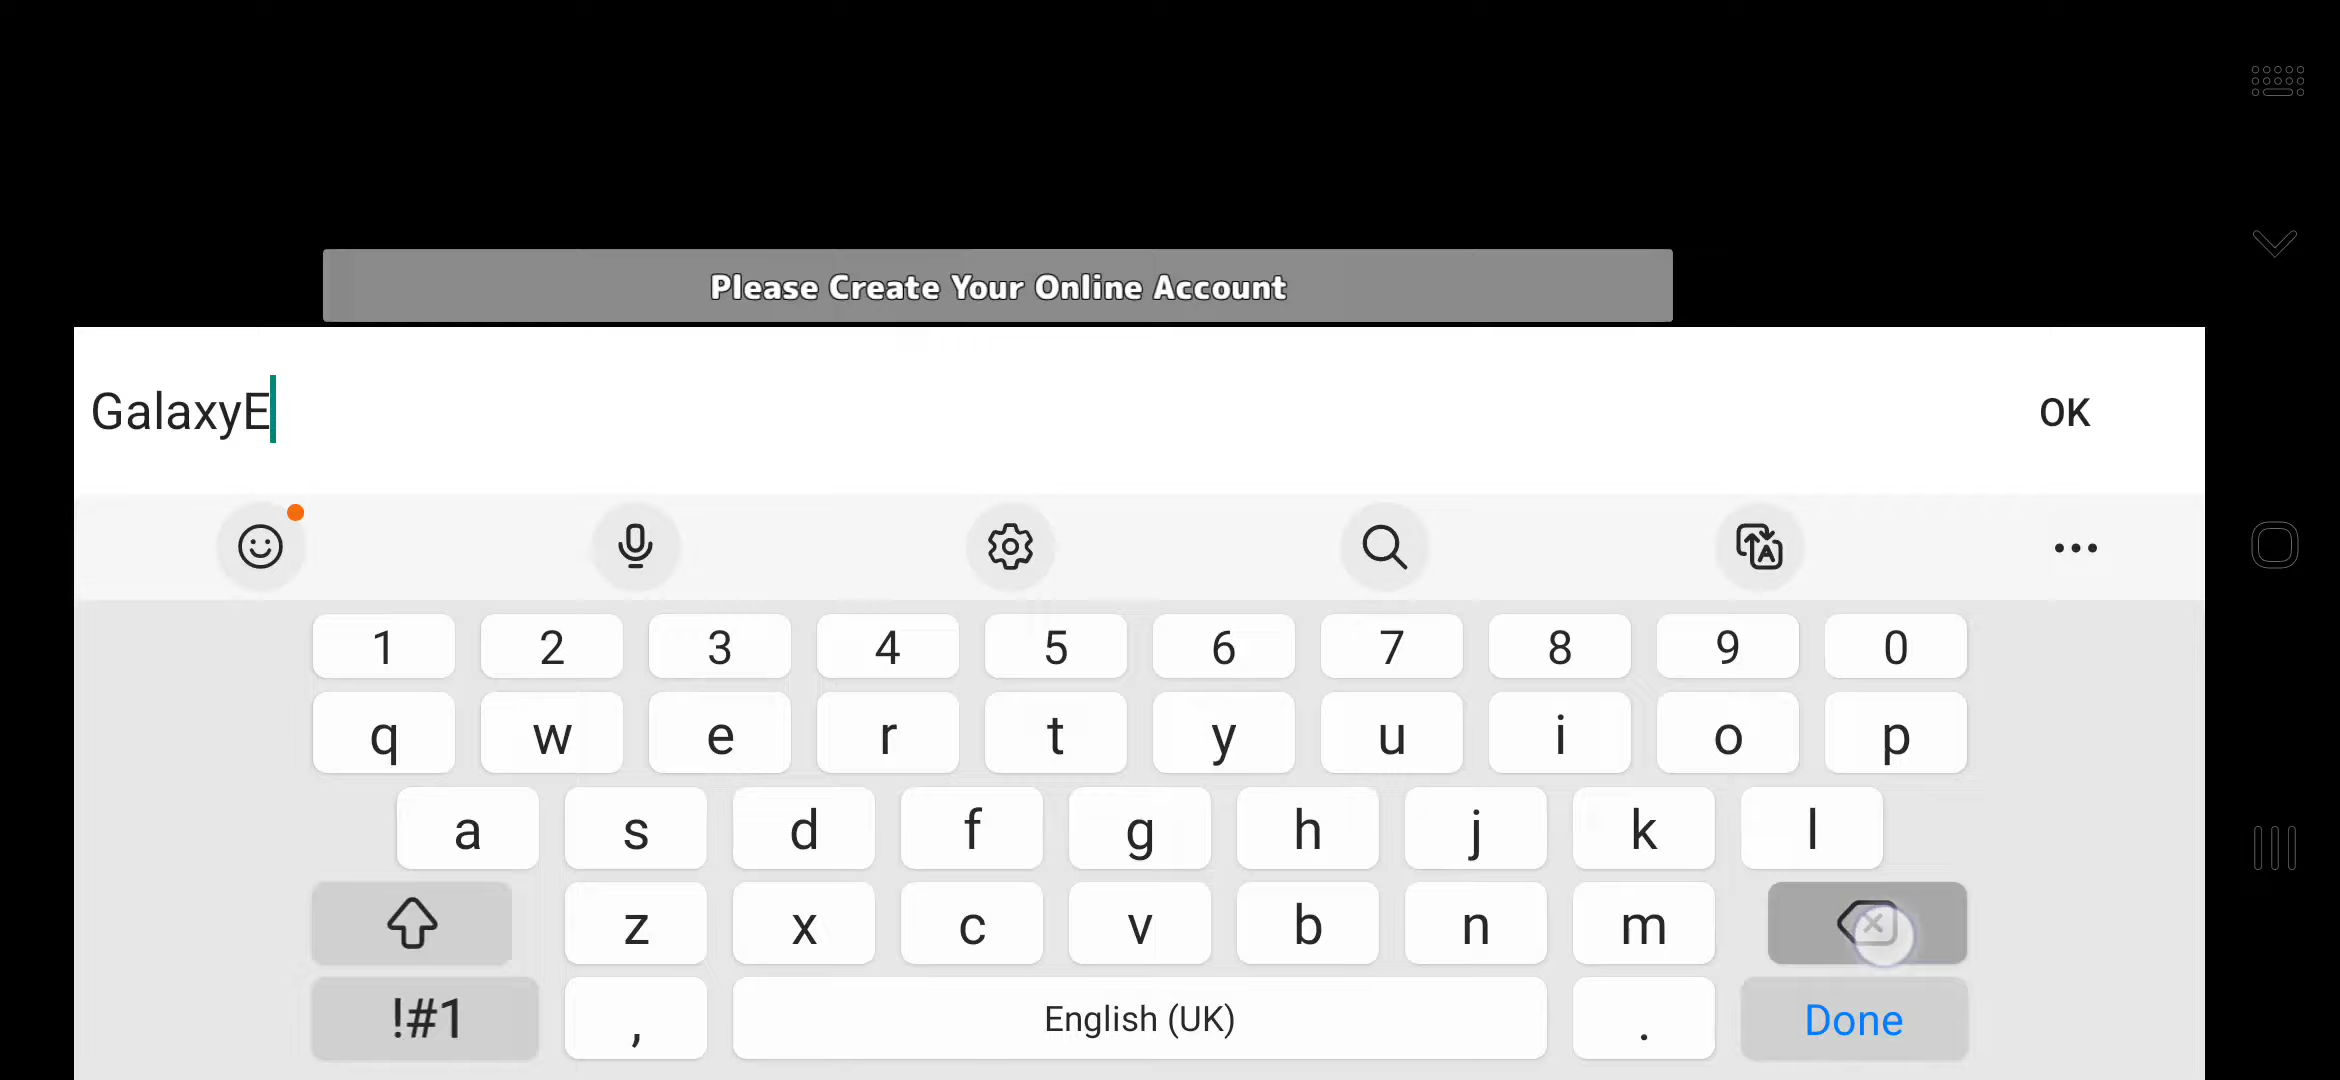 Please Create Your Online Account
GalaxyE
OK
1 2 3 4 5 6 7 8 9 0
q w e r t y u i o p
a s d f g h j k l
z x c v b n m
!#1 , English (UK) . Done